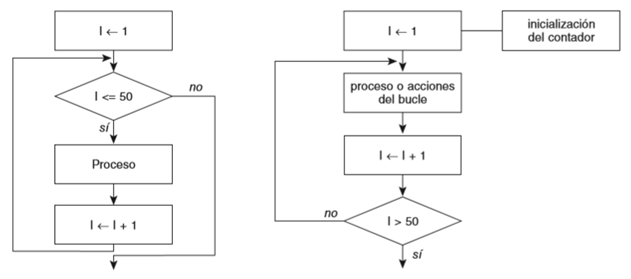 I ← 1
I <= 50
no
sí
Proceso
I ← I + 1
I ← 1
inicialización
del contador
proceso o acciones
del bucle
I ← I + 1
no
I > 50
sí